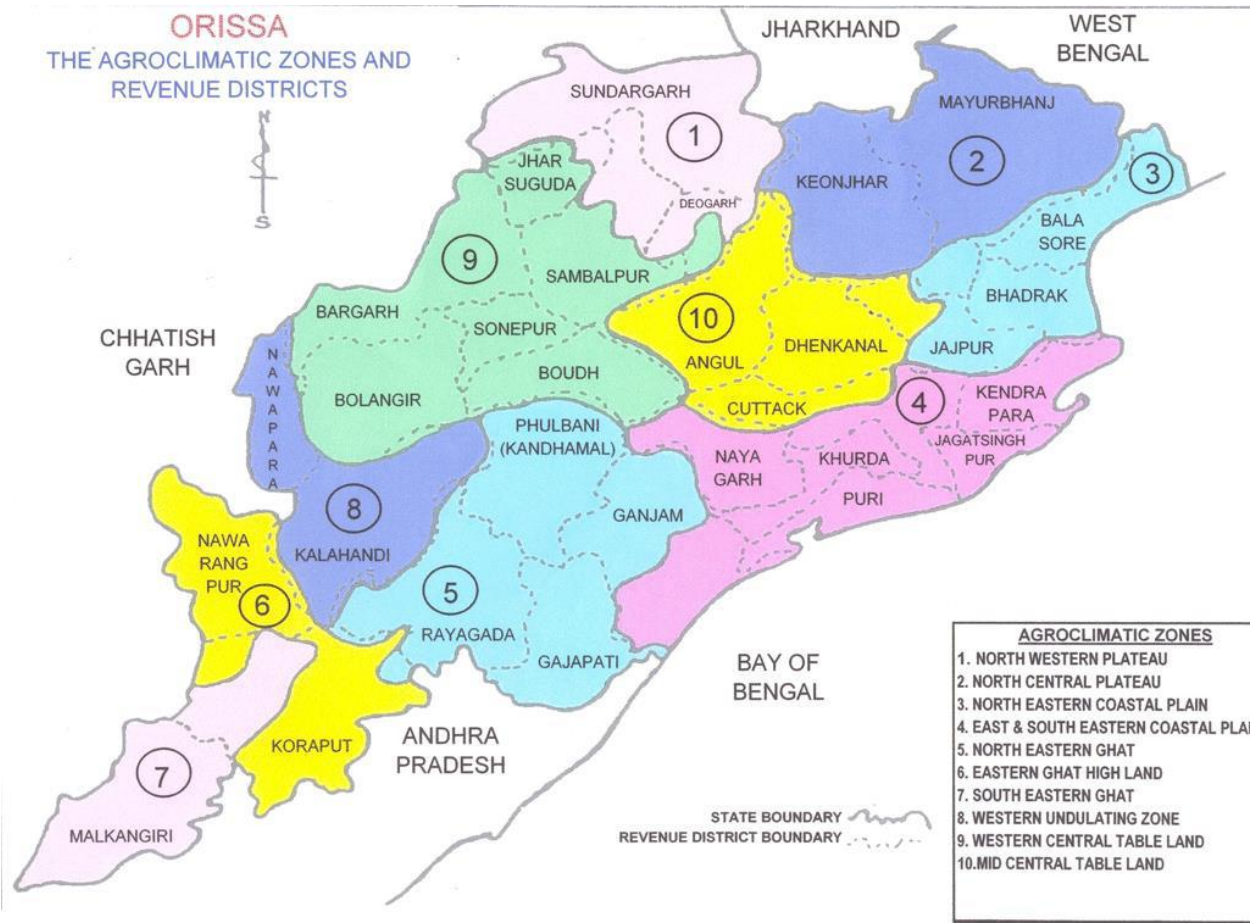 ORISSA
THE AGROCLIMATIC ZONES AND
REVENUE DISTRICTS
N
S
JHARKHAND
WEST
BENGAL
SUNDARGARH
1
MAYURBHANJ
2
3
JHAR
SUGUDA
KEONJHAR
DEOGARH
BALA
SORE
9
SAMBALPUR
BHADRAK
BARGARH
SONEPUR
10
ANGUL
DHENKANAL
JAJPUR
CHHATISH
GARH
NAWAPARA
BOLANGIR
BOUDH
CUTTACK
4
KENDRA
PARA
PHULBANI
(KANDHAMAL)
NAYA
GARH
KHURDA
JAGATSINGH
PUR
PURI
8
KALAHANDI
GANJAM
NAWA
RANG
PUR
6
5
RAYAGADA
GAJAPATI
BAY OF
BENGAL
KORAPUT
ANDHRA
PRADESH
7
MALKANGIRI
STATE BOUNDARY
REVENUE DISTRICT BOUNDARY
AGROCLIMATIC ZONES
1. NORTH WESTERN PLATEAU
2. NORTH CENTRAL PLATEAU
3. NORTH EASTERN COASTAL PLAIN
4. EAST & SOUTH EASTERN COASTAL PLAI
5. NORTH EASTERN GHAT
6. EASTERN GHAT HIGH LAND
7. SOUTH EASTERN GHAT
8. WESTERN UNDULATING ZONE
9. WESTERN CENTRAL TABLE LAND
10.MID CENTRAL TABLE LAND